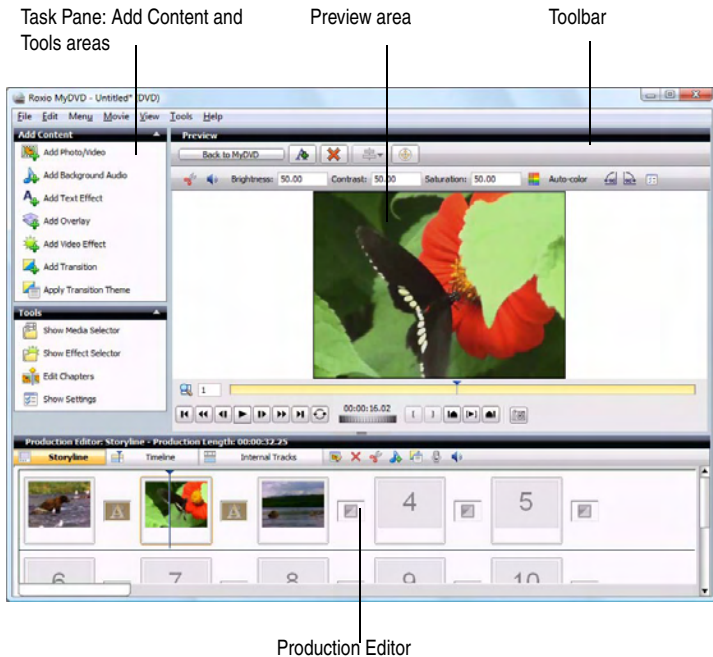 Task Pane: Add Content and
Tools areas
Preview area
Toolbar
Roxio MyDVD - Untitled* (DVD)
File Edit Menu Movie View Tools Help
Add Content
Add Photo/Video
Add Background Audio
Add Text Effect
Add Overlay
Add Video Effect
Add Transition
Apply Transition Theme
Tools
Show Media Selector
Show Effect Selector
Edit Chapters
Show Settings
Preview
Back to MyDVD
Brightness: 50.00 Contrast: 50.00 Saturation: 50.00 Auto-color
1
00:00:16.02
Production Editor: Storyline - Production Length: 00:00:32.25
Storyline Timeline Internal Tracks
A A 4 5
6 7 8 9 10
Production Editor